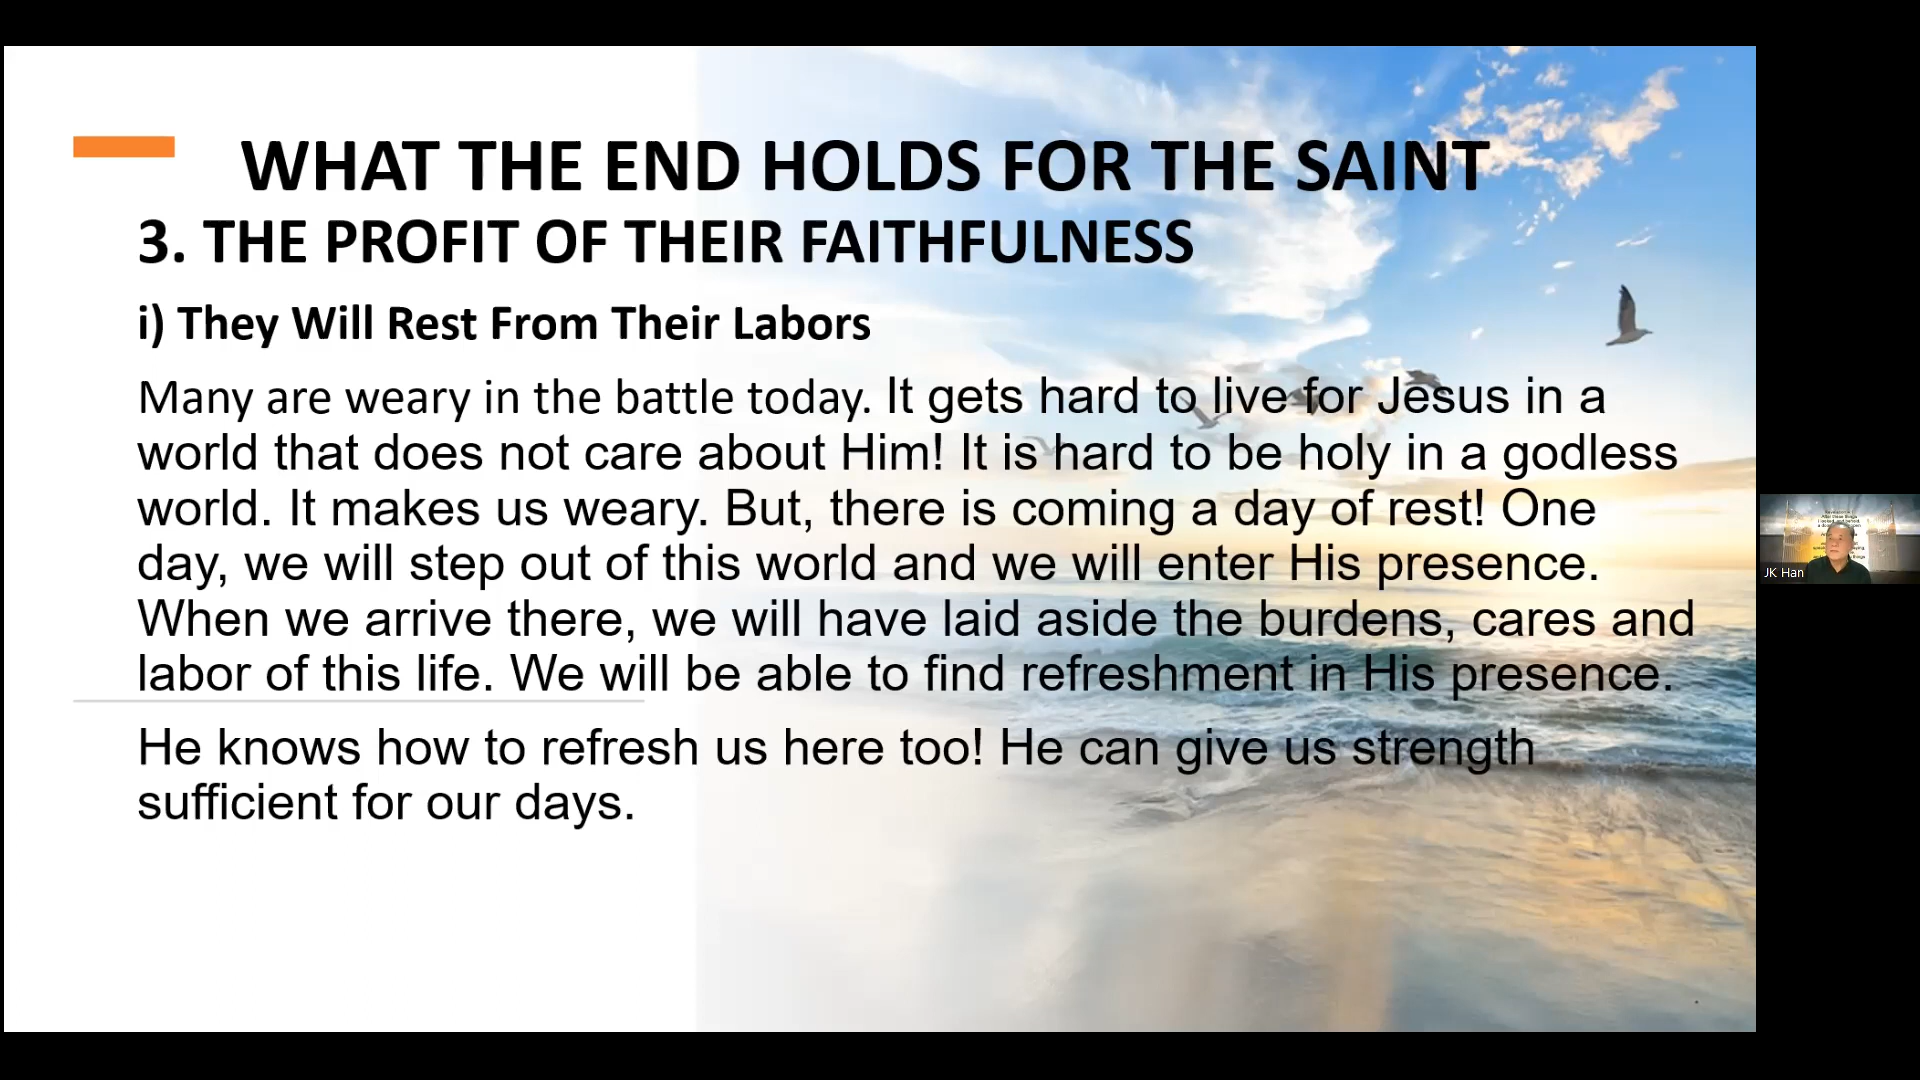 WHAT THE END HOLDS FOR THE SAINT
3. THE PROFIT OF THEIR FAITHFULNESS
i) They Will Rest From Their Labors
Many are weary in the battle today. It gets hard to live for Jesus in a
world that does not care about Him! It is hard to be holy in a godless
world. It makes us weary. But, there is coming a day of rest! One
day, we will step out of this world and we will enter His presence.
When we arrive there, we will have laid aside the burdens, cares and
labor of this life. We will be able to find refreshment in His presence.
He knows how to refresh us here too! He can give us strength
sufficient for our days.
JK Han